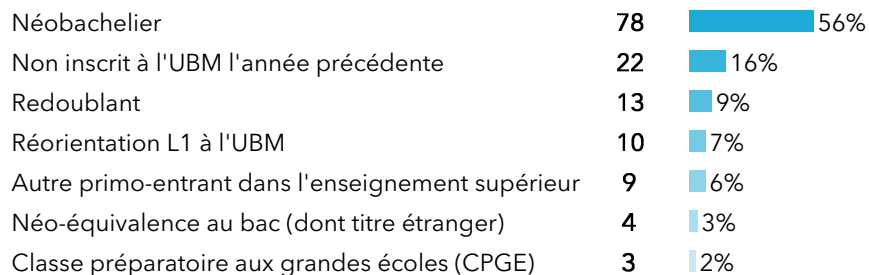 Néobachelier 78 56%
Non inscrit à l'UBM l'année précédente 22 16%
Redoublant 13 9%
Réorientation L1 à l'UBM 10 7%
Autre primo-entrant dans l'enseignement supérieur 9 6%
Néo-équivalence au bac (dont titre étranger) 4 3%
Classe préparatoire aux grandes écoles (CPGE) 3 2%